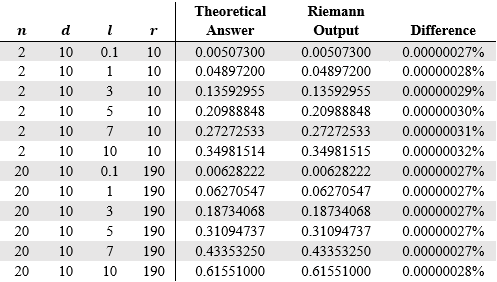 Theoretical Riemann
n d l r Answer Output Difference
2 10 0.1 10 0.00507300 0.00507300 0.00000027%
2 10 1 10 0.04897200 0.04897200 0.00000028%
2 10 3 10 0.13592955 0.13592955 0.00000029%
2 10 5 10 0.20988848 0.20988848 0.00000030%
2 10 7 10 0.27272533 0.27272533 0.00000031%
2 10 10 10 0.34981514 0.34981515 0.00000032%
20 10 0.1 190 0.00628222 0.00628222 0.00000027%
20 10 1 190 0.06270547 0.06270547 0.00000027%
20 10 3 190 0.18734068 0.18734068 0.00000027%
20 10 5 190 0.31094737 0.31094737 0.00000027%
20 10 7 190 0.43353250 0.43353250 0.00000027%
20 10 10 190 0.61551000 0.61551000 0.00000028%